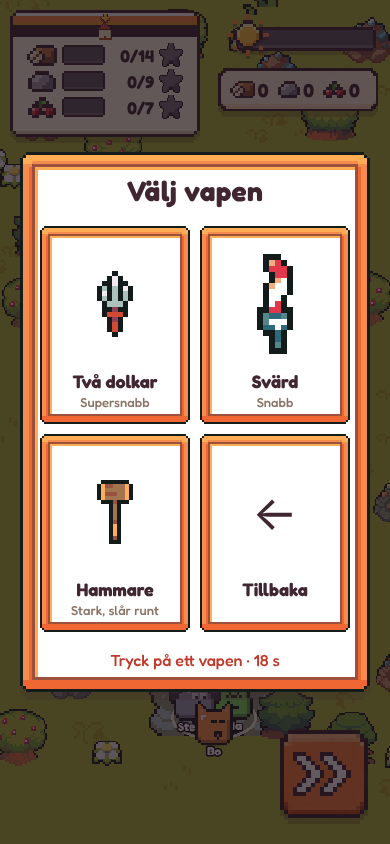 0/14
0/9
0/7
0 0 0
Välj vapen
Två dolkar
Supersnabb
Svärd
Snabb
Hammare
Stark, slår runt
Tillbaka
Tryck på ett vapen · 18 s
Bo